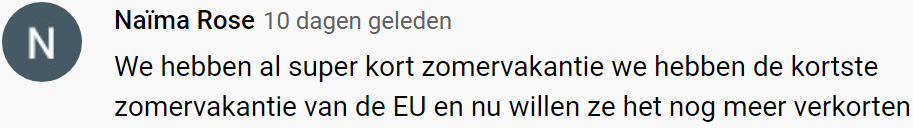 N
Naïma Rose 10 dagen geleden
We hebben al super kort zomervakantie we hebben de kortste
zomervakantie van de EU en nu willen ze het nog meer verkorten